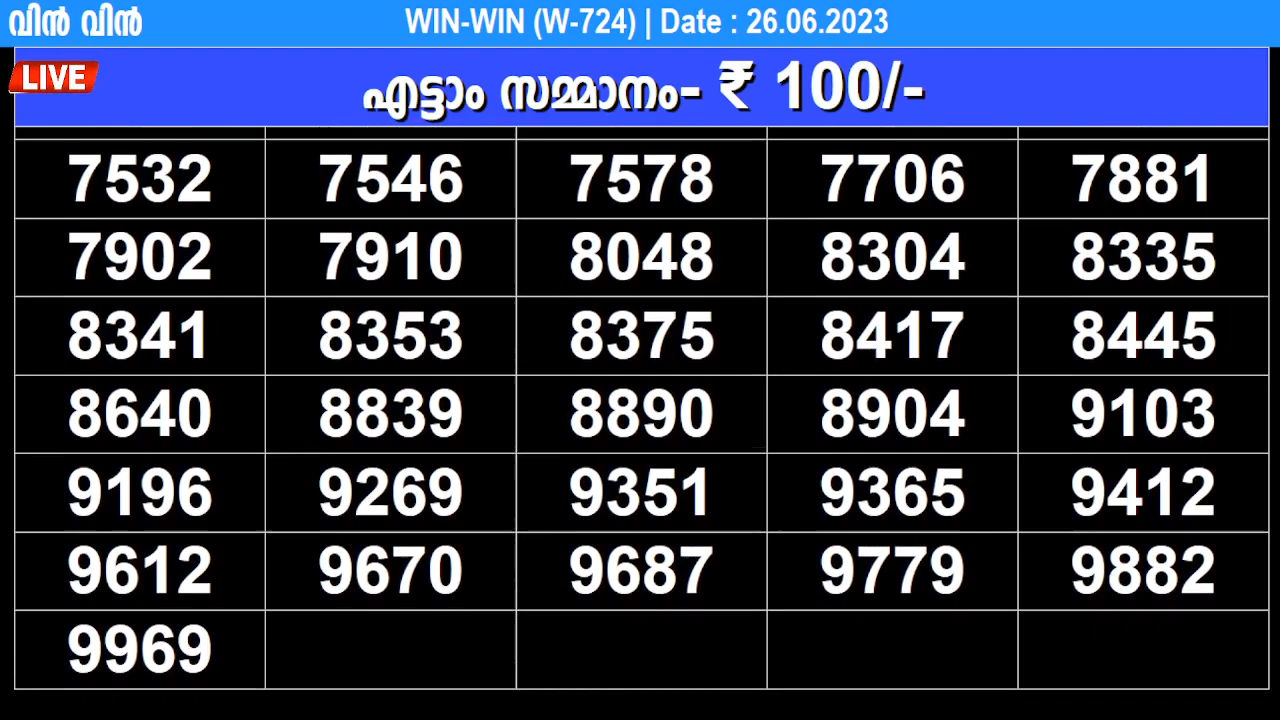 വിൻ വിൻ WIN-WIN (W-724) | Date : 26.06.2023
LIVE
എട്ടാം സമ്മാനം- ₹ 100/-
7532 7546 7578 7706 7881
7902 7910 8048 8304 8335
8341 8353 8375 8417 8445
8640 8839 8890 8904 9103
9196 9269 9351 9365 9412
9612 9670 9687 9779 9882
9969